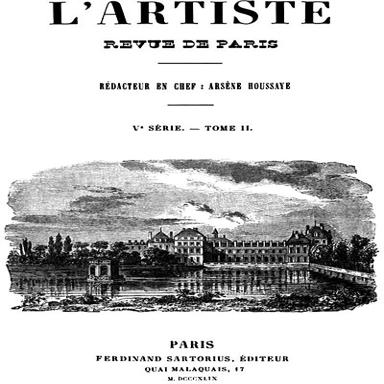 L'ARTISTE
REVUE DE PARIS
RÉDACTEUR EN CHEF : ARSÈNE HOUSSAYE
Vᵉ SÉRIE. — TOME II.
PARIS
FERDINAND SARTORIUS, ÉDITEUR
QUAI MALAQUAIS, 17
M. DCCCXLIX